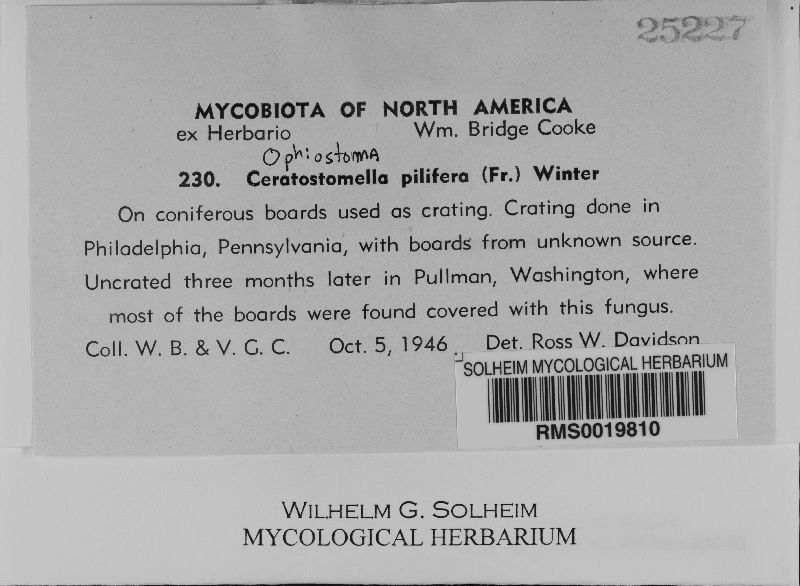 25227
MYCOBIOTA OF NORTH AMERICA
ex Herbario Wm. Bridge Cooke
Ophiostoma
230. Ceratostomella pilifera (Fr.) Winter
On coniferous boards used as crating. Crating done in
Philadelphia, Pennsylvania, with boards from unknown source.
Uncrated three months later in Pullman, Washington, where
most of the boards were found covered with this fungus.
Coll. W. B. & V. G. C. Oct. 5, 1946 Det. Ross W. Davidson
SOLHEIM MYCOLOGICAL HERBARIUM
RMS0019810
WILHELM G. SOLHEIM
MYCOLOGICAL HERBARIUM